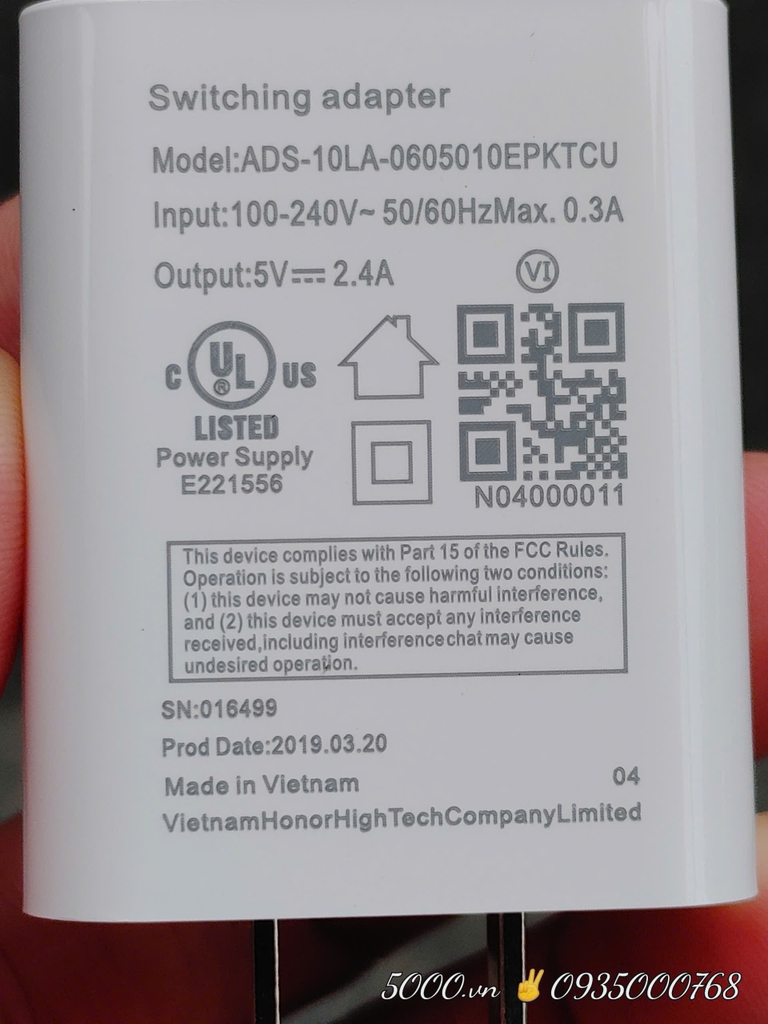 Switching adapter
Model:ADS-10LA-0605010EPKTCU
Input:100-240V~ 50/60HzMax. 0.3A
Output:5V⎓ 2.4A
VI
C UL ® US
LISTED
Power Supply
E221556
N04000011
This device complies with Part 15 of the FCC Rules.
Operation is subject to the following two conditions:
(1) this device may not cause harmful interference,
and (2) this device must accept any interference
received,including interferencechatmay cause
undesired operation.
SN:016499
Prod Date:2019.03.20
Made in Vietnam 04
VietnamHonorHighTechCompanyLimited
5000.vn ✌0935000768